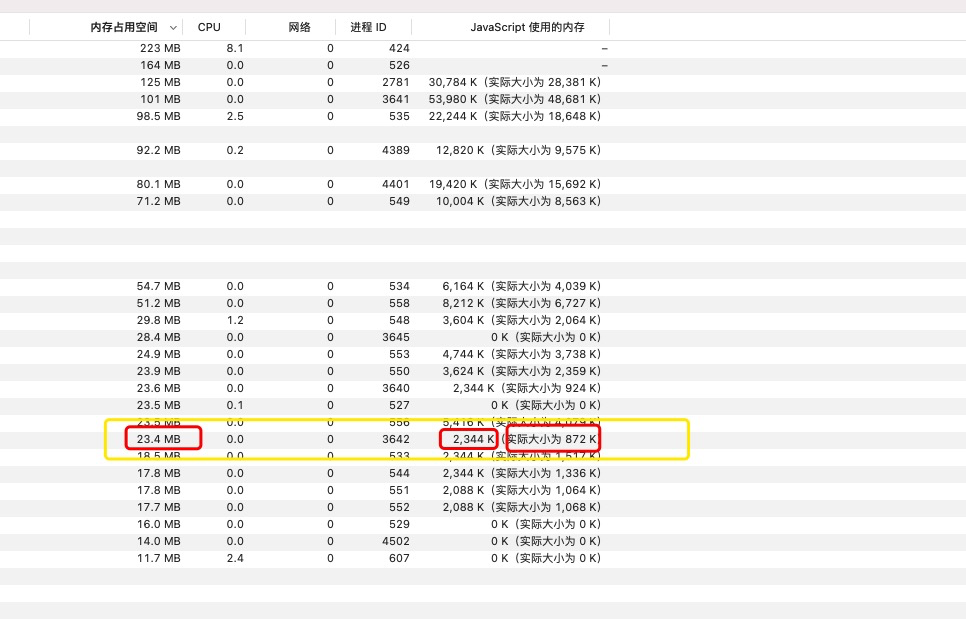 内存占用空间 CPU 网络 进程 ID JavaScript 使用的内存
223 MB 8.1 0 424 –
164 MB 0.0 0 526 –
125 MB 0.0 0 2781 30,784 K（实际大小为 28,381 K）
101 MB 0.0 0 3641 53,980 K（实际大小为 48,681 K）
98.5 MB 2.5 0 535 22,244 K（实际大小为 18,648 K）
92.2 MB 0.2 0 4389 12,820 K（实际大小为 9,575 K）
80.1 MB 0.0 0 4401 19,420 K（实际大小为 15,692 K）
71.2 MB 0.0 0 549 10,004 K（实际大小为 8,563 K）
54.7 MB 0.0 0 534 6,164 K（实际大小为 4,039 K）
51.2 MB 0.0 0 558 8,212 K（实际大小为 6,727 K）
29.8 MB 1.2 0 548 3,604 K（实际大小为 2,064 K）
28.4 MB 0.0 0 3645 0 K（实际大小为 0 K）
24.9 MB 0.0 0 553 4,744 K（实际大小为 3,738 K）
23.9 MB 0.0 0 550 3,624 K（实际大小为 2,359 K）
23.6 MB 0.0 0 3640 2,344 K（实际大小为 924 K）
23.5 MB 0.1 0 527 0 K（实际大小为 0 K）
23.5 MB 0.0 0 556 5,416 K（实际大小为 4,079 K）
23.4 MB 0.0 0 3642 2,344 K（实际大小为 872 K
18.5 MB 0.0 0 533 2,344 K（实际大小为 1,517 K）
17.8 MB 0.0 0 544 2,344 K（实际大小为 1,336 K）
17.8 MB 0.0 0 551 2,088 K（实际大小为 1,064 K）
17.7 MB 0.0 0 552 2,088 K（实际大小为 1,068 K）
16.0 MB 0.0 0 529 0 K（实际大小为 0 K）
14.0 MB 0.0 0 4502 0 K（实际大小为 0 K）
11.7 MB 2.4 0 607 0 K（实际大小为 0 K）